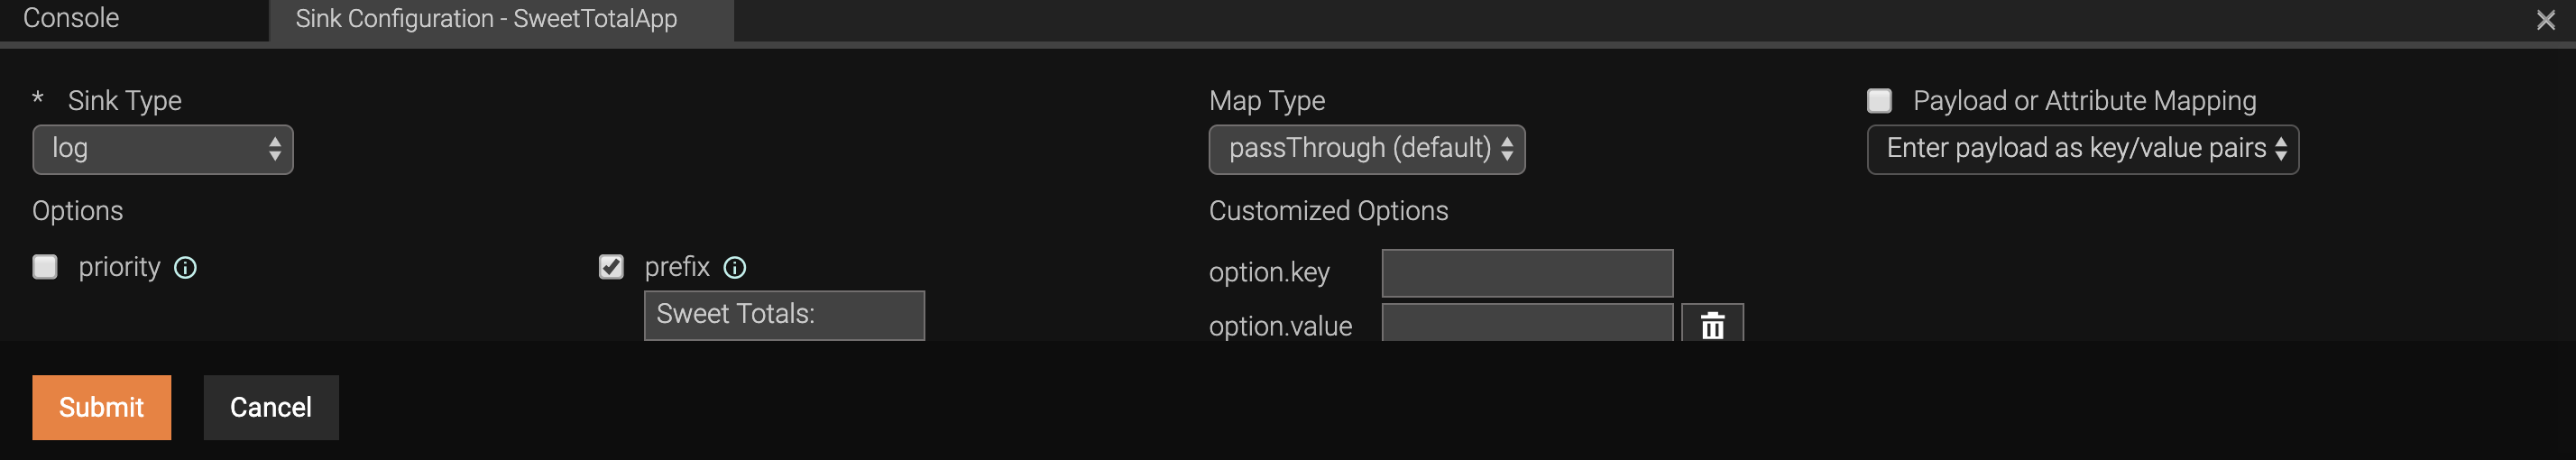 Console
Sink Configuration - SweetTotalApp
* Sink Type
log
Map Type
passThrough (default)
Payload or Attribute Mapping
Enter payload as key/value pairs
Options
priority
prefix
Sweet Totals:
Customized Options
option.key
option.value
Submit
Cancel